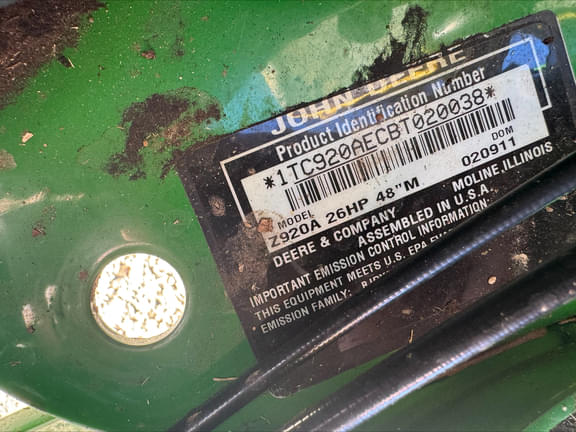 JOHN DEERE
Product Identification Number
*1TC920AECBT020038*
MODEL
DOM
Z920A 26HP 48"M
020911
DEERE & COMPANY
MOLINE, ILLINOIS
ASSEMBLED IN U.S.A.
IMPORTANT EMISSION CONTROL INFORMATION:
THIS EQUIPMENT MEETS U.S. EPA
EMISSION FAMILY: